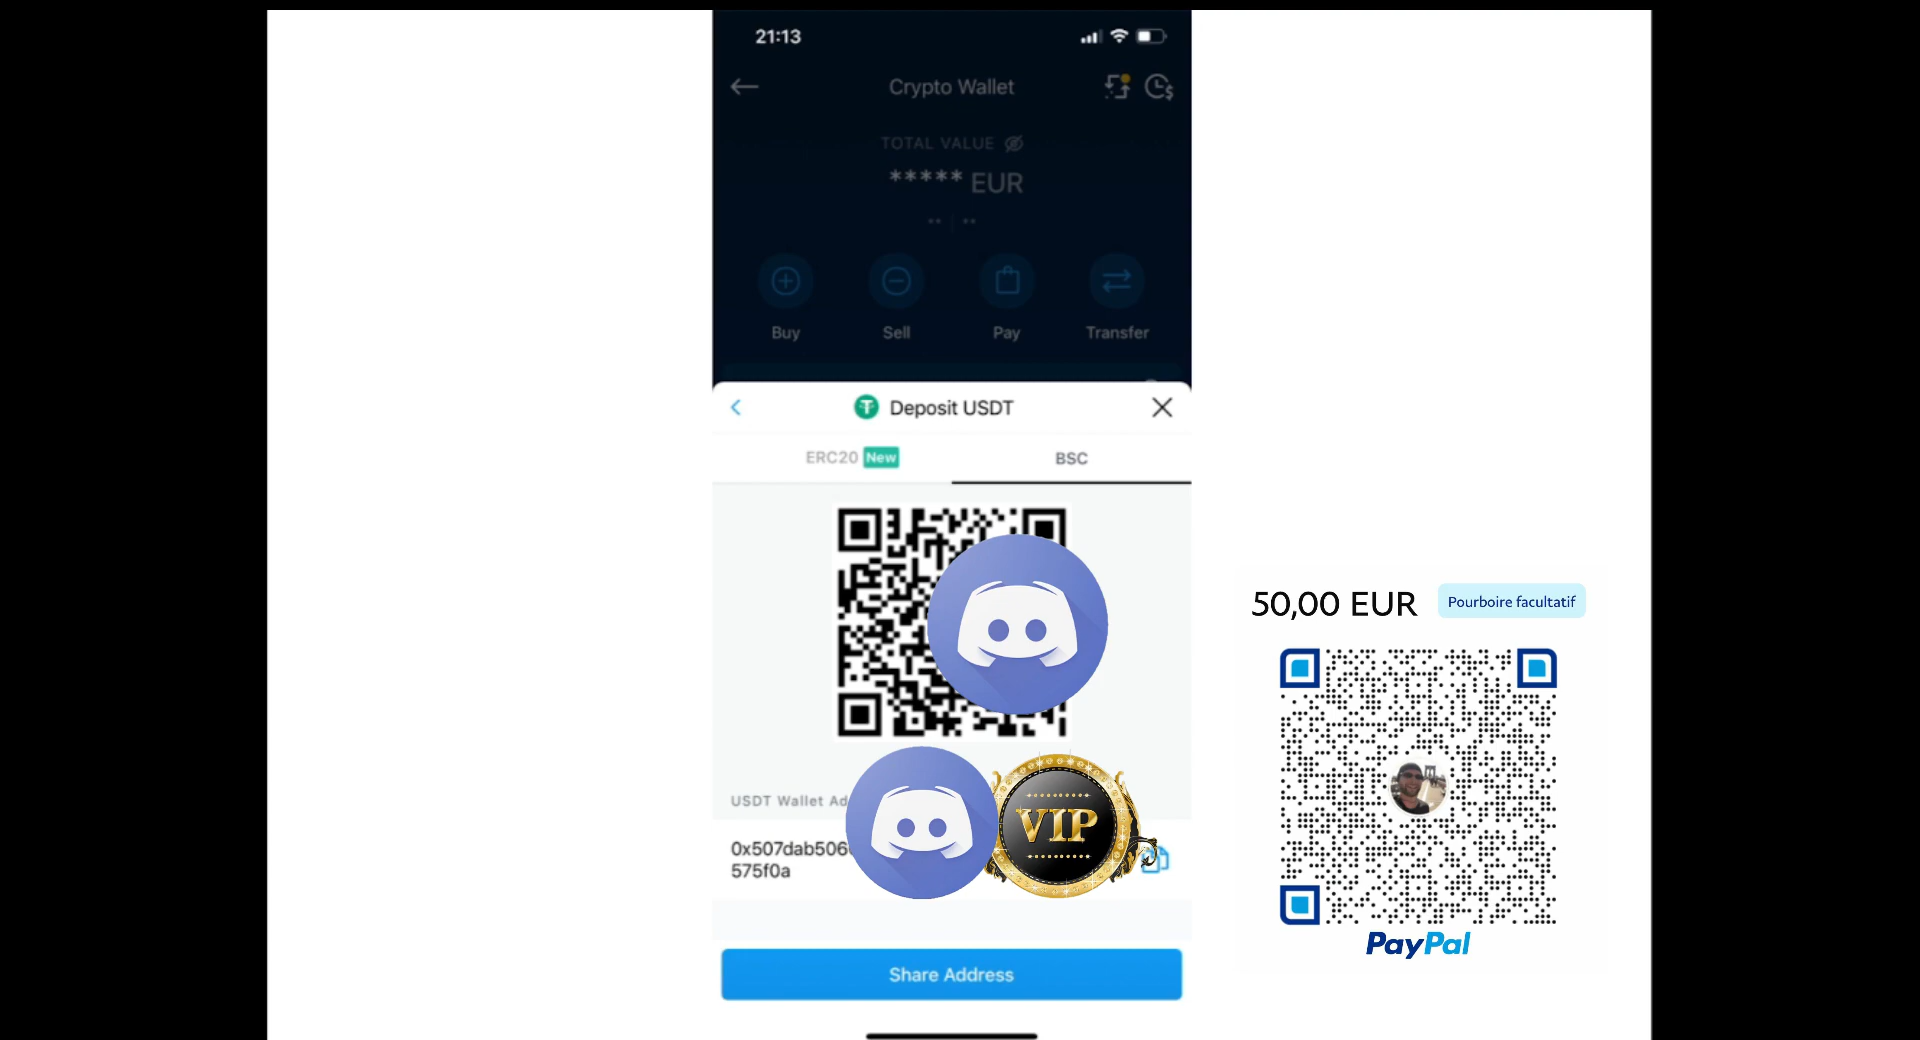 21:13
Crypto Wallet
TOTAL VALUE
***** EUR
Buy
Sell
Pay
Transfer
Deposit USDT
ERC20 New
BSC
USDT Wallet
0x507dab506
575f0a
VIP
Share Address
50,00 EUR
Pourboire facultatif
PayPal